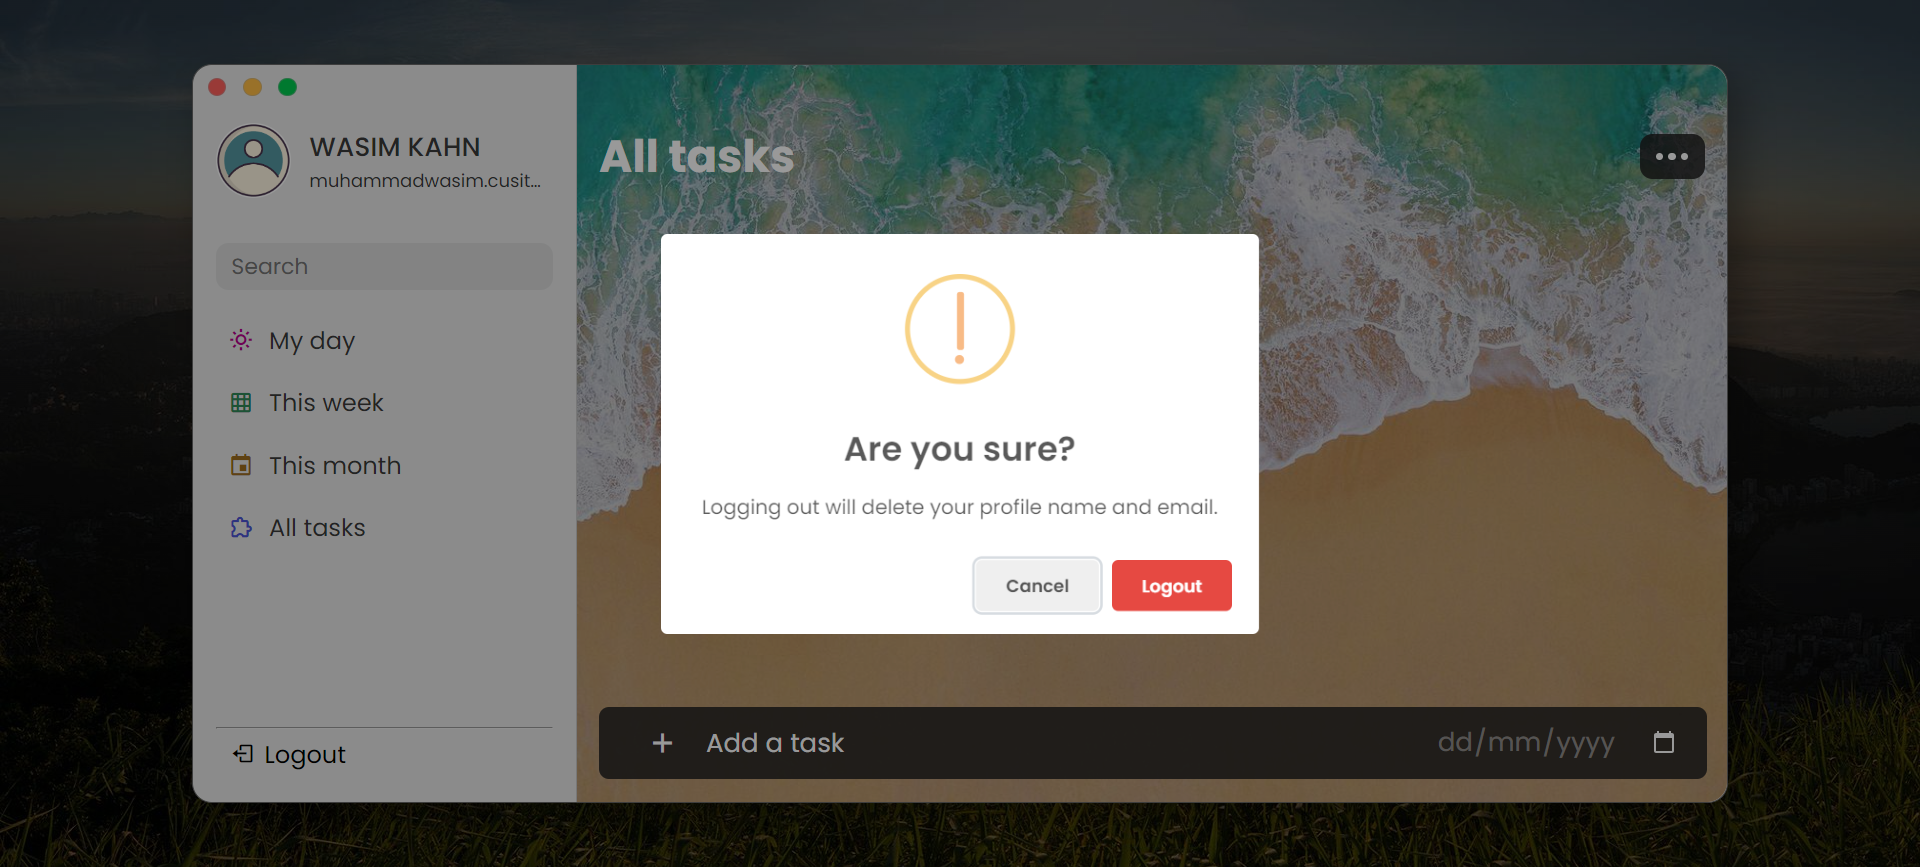 WASIM KAHN
muhammadwasim.cusit...
Search
My day
This week
This month
All tasks
Logout
All tasks
Are you sure?
Logging out will delete your profile name and email.
Cancel
Logout
Add a task
dd/mm/yyyy